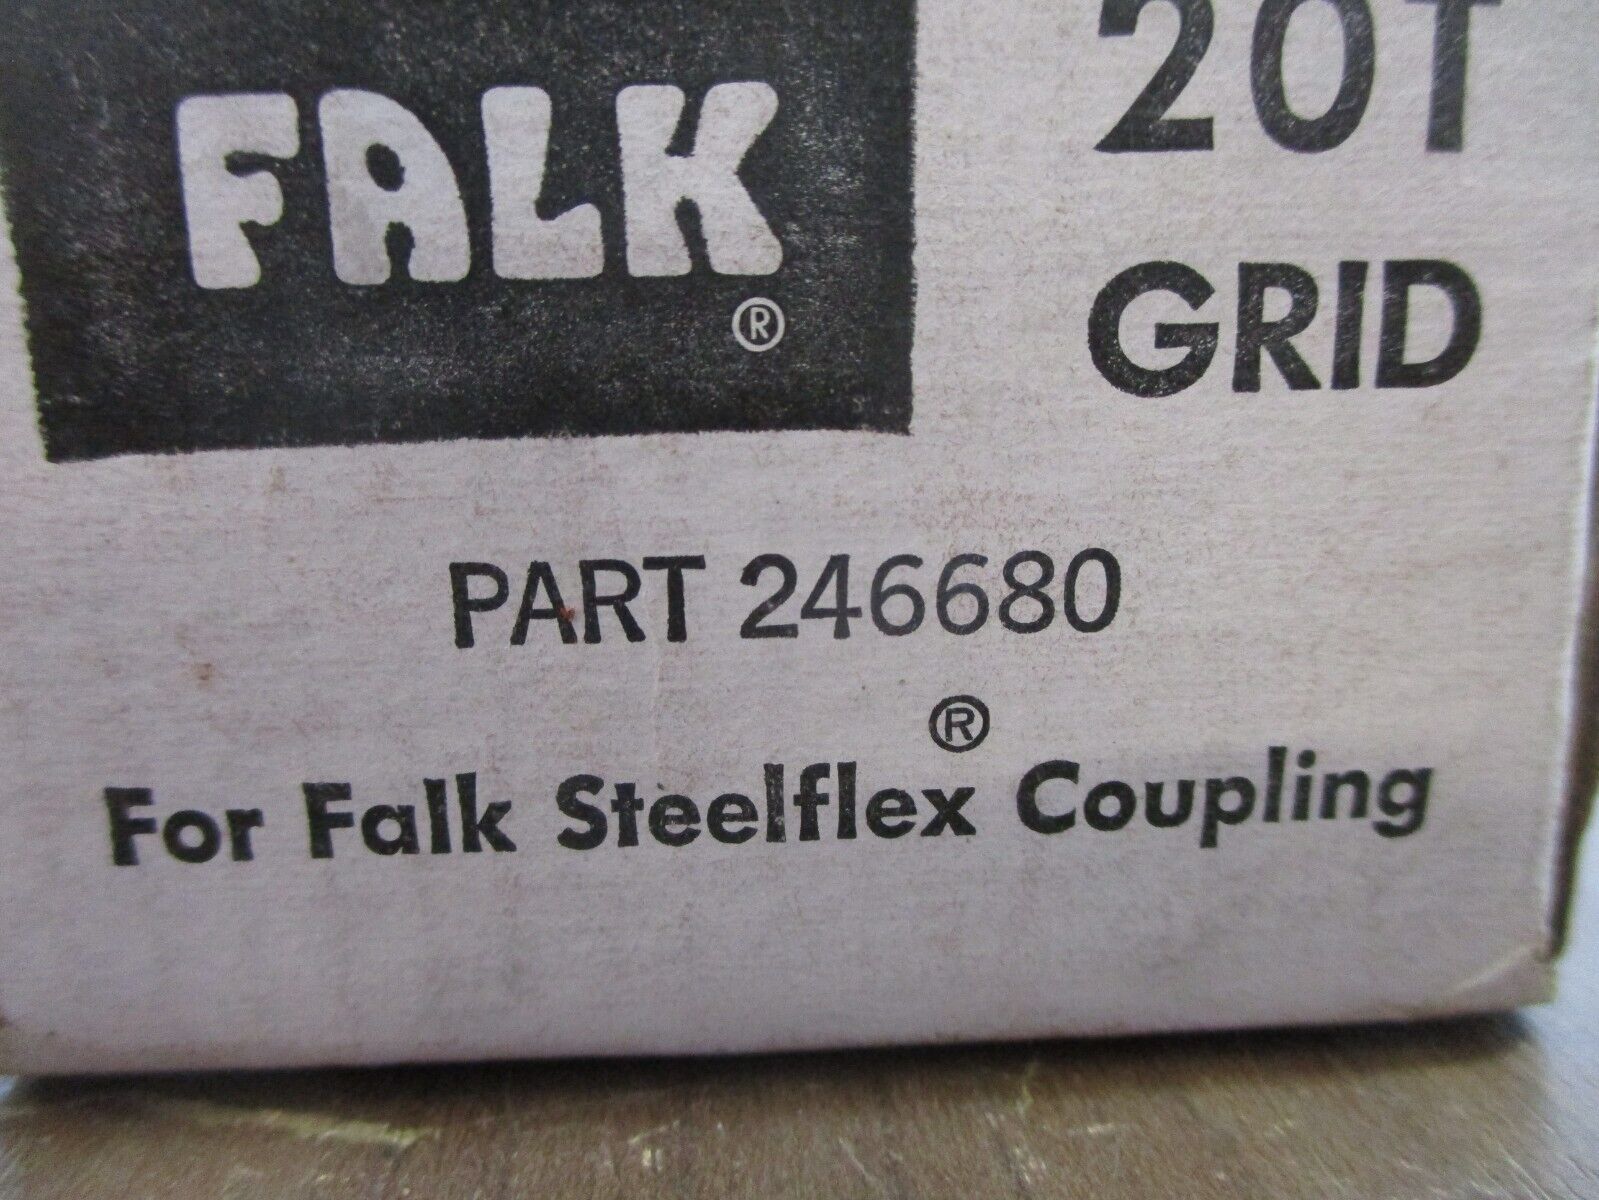 FALK ®
20T
GRID
PART 246680
®
For Falk Steelflex Coupling